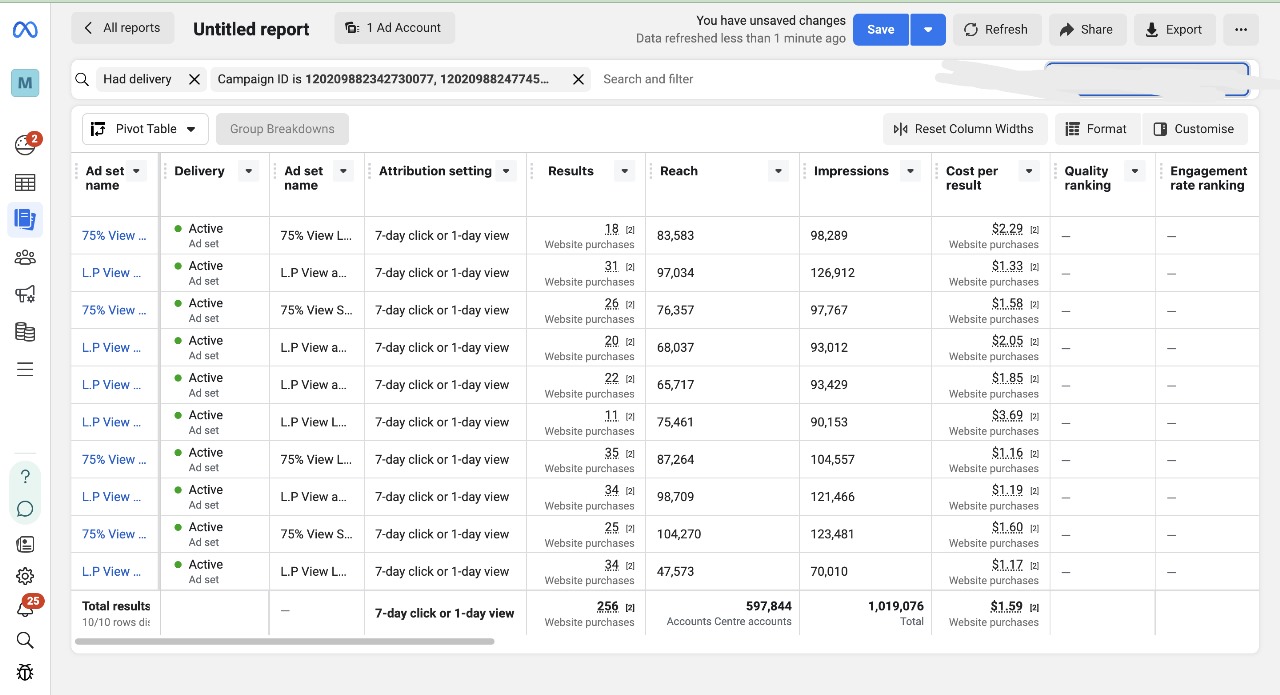 All reports Untitled report 1 Ad Account You have unsaved changes Save Refresh Share Export
Data refreshed less than 1 minute ago
M Had delivery Campaign ID is 120209882342730077, 12020988247745... Search and filter
2 Pivot Table Group Breakdowns Reset Column Widths Format Customise
Ad set name Delivery Ad set name Attribution setting Results Reach Impressions Cost per result Quality ranking Engagement rate ranking
75% View ... Active 75% View L... 7-day click or 1-day view 18 [2] 83,583 98,289 $2.29 [2] — —
Ad set Website purchases Website purchases
L.P View ... Active L.P View a... 7-day click or 1-day view 31 [2] 97,034 126,912 $1.33 [2] — —
Ad set Website purchases Website purchases
75% View ... Active 75% View S... 7-day click or 1-day view 26 [2] 76,357 97,767 $1.58 [2] — —
Ad set Website purchases Website purchases
L.P View ... Active L.P View a... 7-day click or 1-day view 20 [2] 68,037 93,012 $2.05 [2] — —
Ad set Website purchases Website purchases
L.P View ... Active L.P View a... 7-day click or 1-day view 22 [2] 65,717 93,429 $1.85 [2] — —
Ad set Website purchases Website purchases
L.P View ... Active L.P View L... 7-day click or 1-day view 11 [2] 75,461 90,153 $3.69 [2] — —
Ad set Website purchases Website purchases
75% View ... Active 75% View L... 7-day click or 1-day view 35 [2] 87,264 104,557 $1.16 [2] — —
Ad set Website purchases Website purchases
L.P View ... Active L.P View a... 7-day click or 1-day view 34 [2] 98,709 121,466 $1.19 [2] — —
Ad set Website purchases Website purchases
75% View ... Active 75% View S... 7-day click or 1-day view 25 [2] 104,270 123,481 $1.60 [2] — —
Ad set Website purchases Website purchases
L.P View ... Active L.P View L... 7-day click or 1-day view 34 [2] 47,573 70,010 $1.17 [2] — —
Ad set Website purchases Website purchases
25 Total results — 7-day click or 1-day view 256 [2] 597,844 1,019,076 $1.59 [2]
10/10 rows dis Website purchases Accounts Centre accounts Total Website purchases